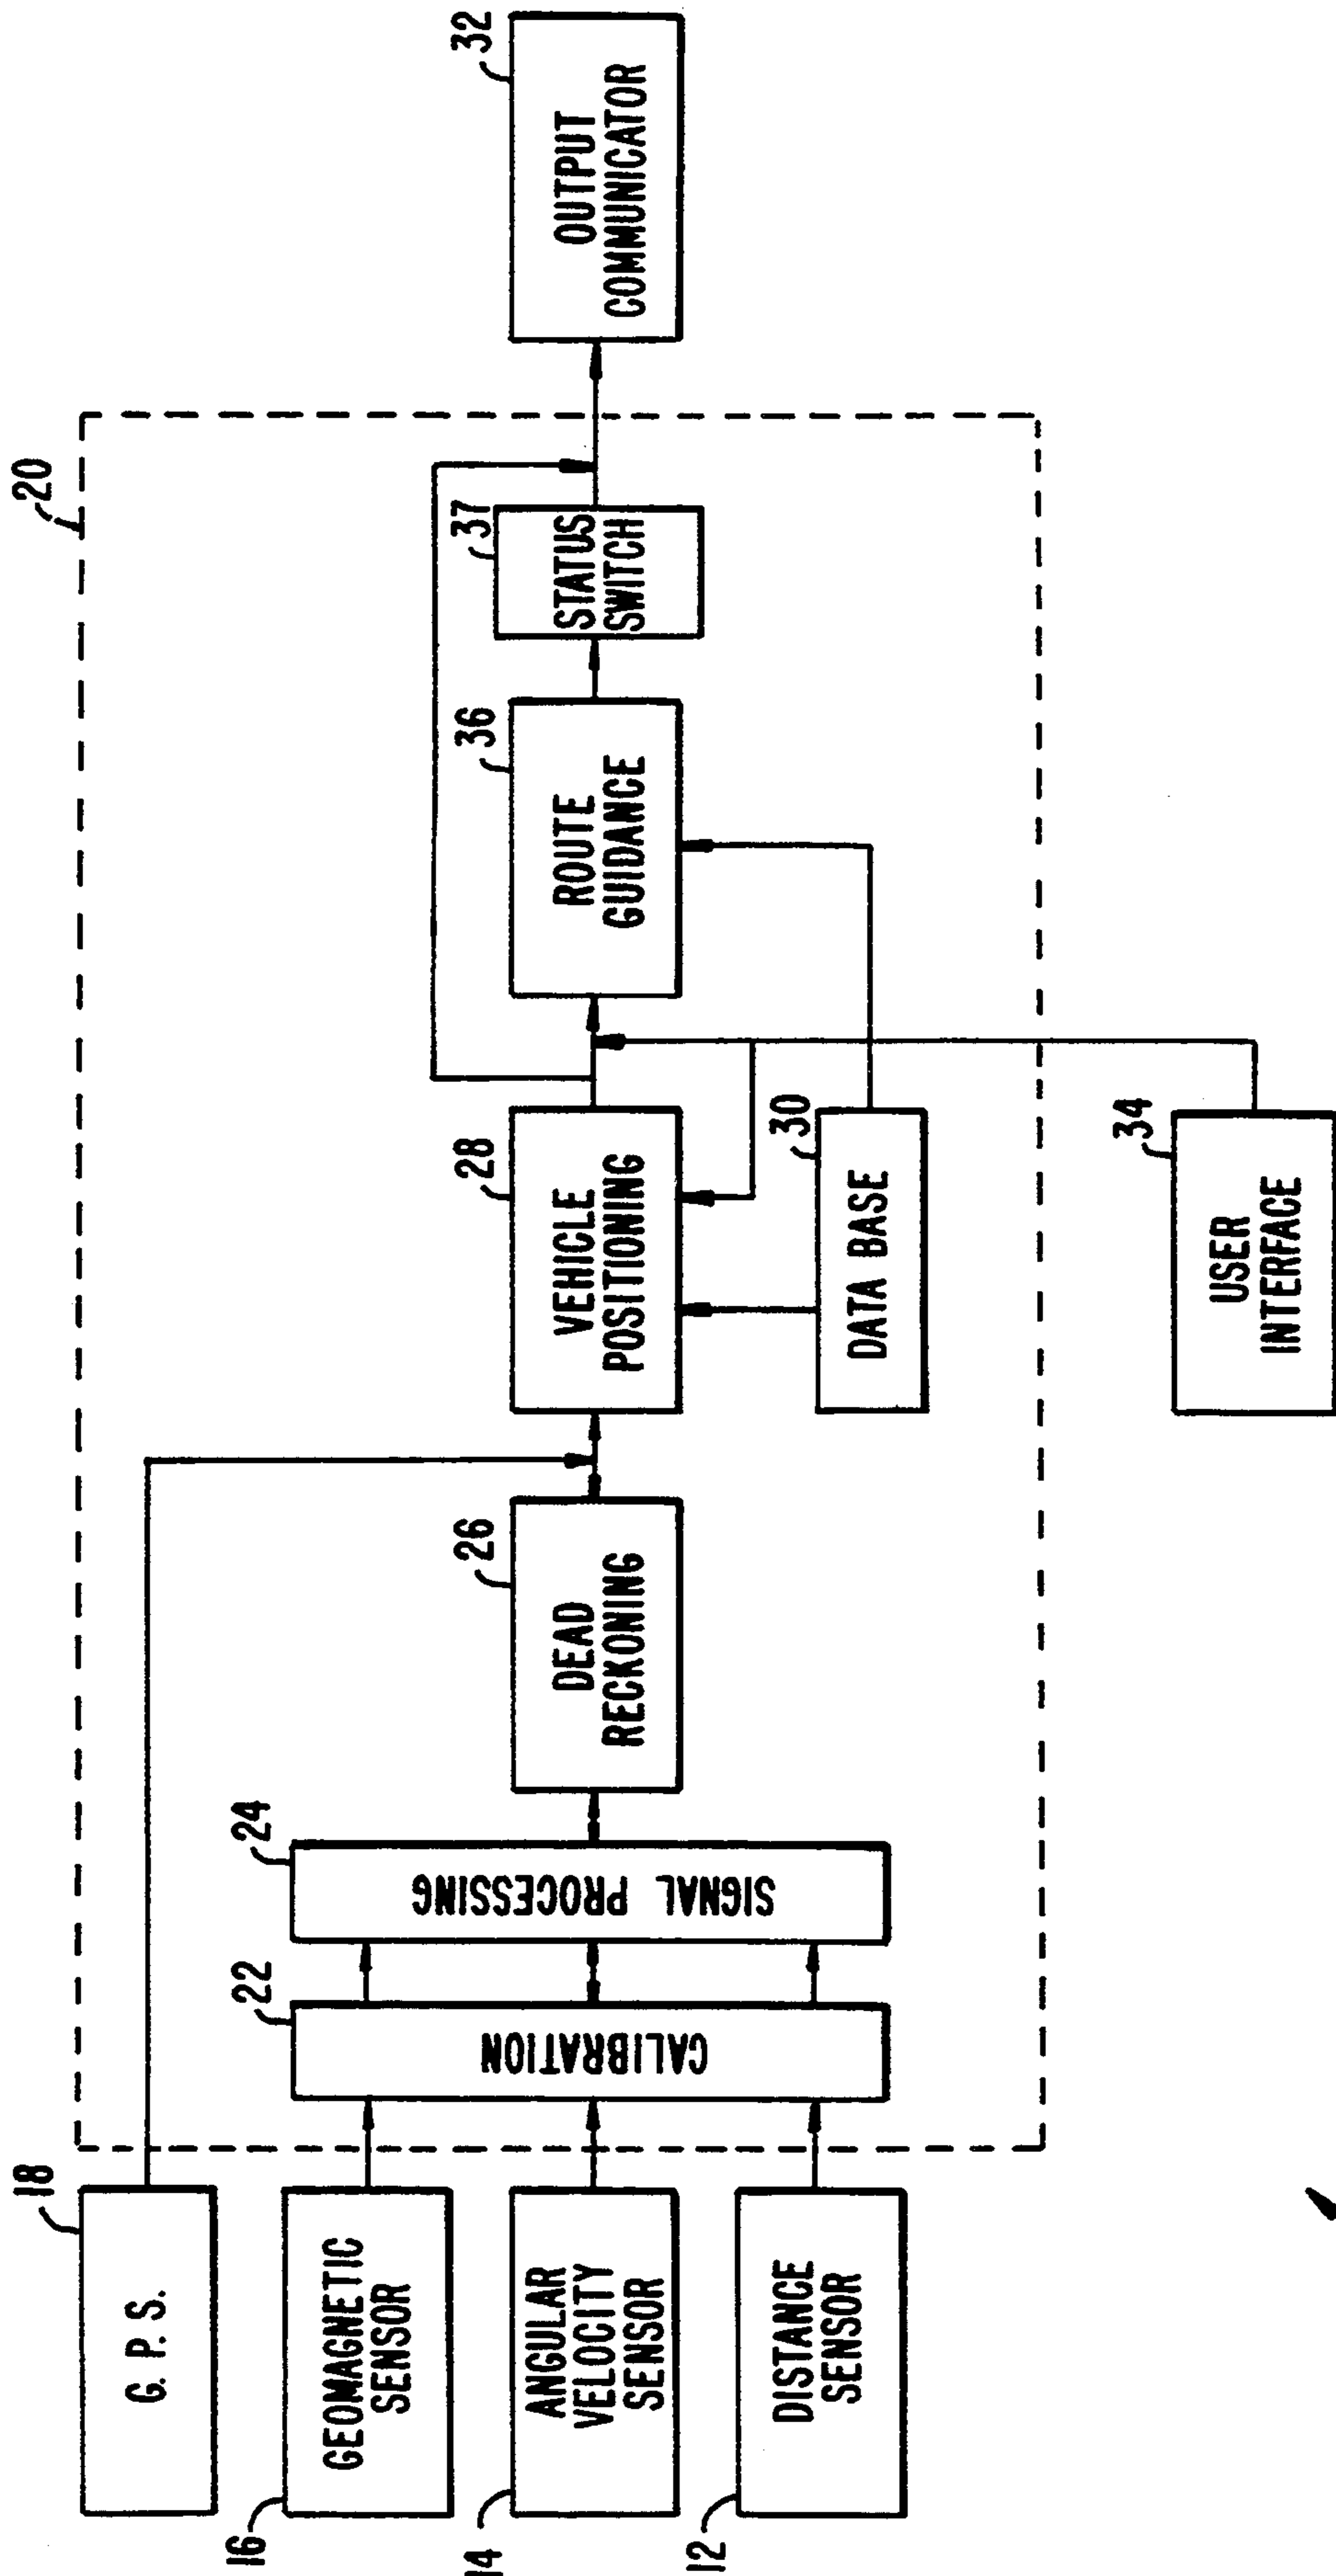 18
G. P. S.
16
GEOMAGNETIC
SENSOR
14
ANGULAR
VELOCITY
SENSOR
12
DISTANCE
SENSOR
20
22
CALIBRATION
24
SIGNAL PROCESSING
26
DEAD
RECKONING
28
VEHICLE
POSITIONING
30
DATA BASE
34
USER
INTERFACE
36
ROUTE
GUIDANCE
37
STATUS
SWITCH
32
OUTPUT
COMMUNICATOR